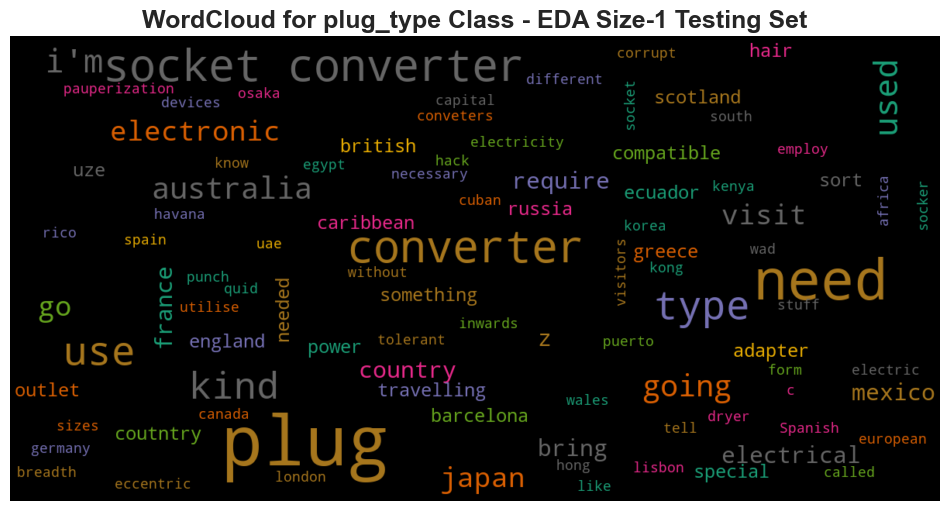 WordCloud for plug_type Class - EDA Size-1 Testing Set
i'm
socket converter
different
corrupt
hair
used
pauperization
osaka
devices
capital
conveters
socket
scotland
south
electronic
british
electricity
hack
necessary
compatible
employ
uze
know
egypt
australia
require
ecuador
kenya
sort
africa
socker
havana
cuban
russia
caribbean
visit
korea
rico
spain
uae
converter
greece
wad
kong
visitors
without
need
france
punch
quid
utilise
needed
something
type
stuff
go
inwards
england
power
tolerant
z
puerto
adapter
use
country
form
electric
kind
travelling
going
c
mexico
outlet
canada
wales
dryer
sizes
coutntry
plug
barcelona
tell
Spanish
european
germany
bring
electrical
breadth
eccentric
london
japan
hong
like
lisbon
special
called